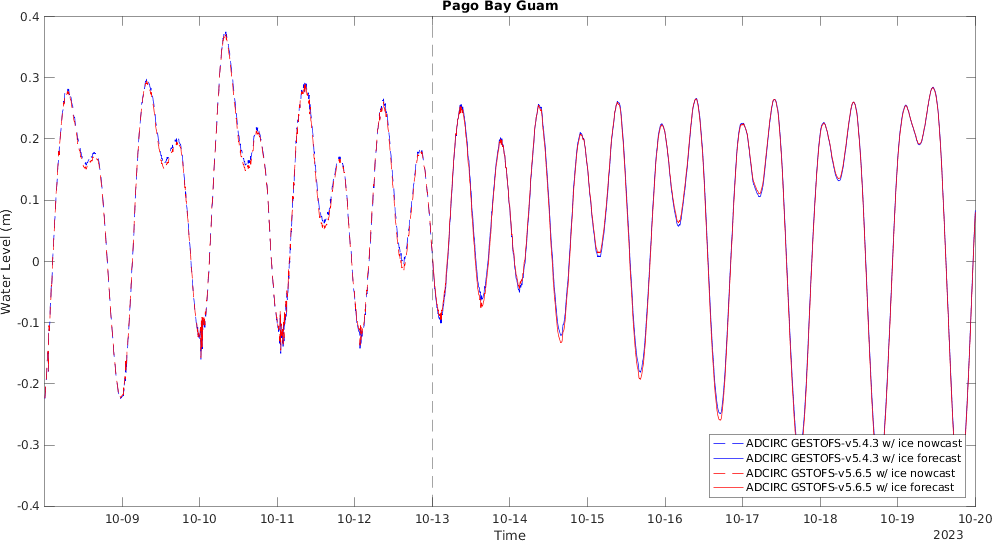 Pago Bay Guam
0.4
0.3
0.2
0.1
0
-0.1
-0.2
-0.3
-0.4
Water Level (m)
ADCIRC GESTOFS-v5.4.3 w/ ice nowcast
ADCIRC GESTOFS-v5.4.3 w/ ice forecast
ADCIRC GSTOFS-v5.6.5 w/ ice nowcast
ADCIRC GSTOFS-v5.6.5 w/ ice forecast
10-09 10-10 10-11 10-12 10-13 10-14 10-15 10-16 10-17 10-18 10-19 10-20
Time
2023